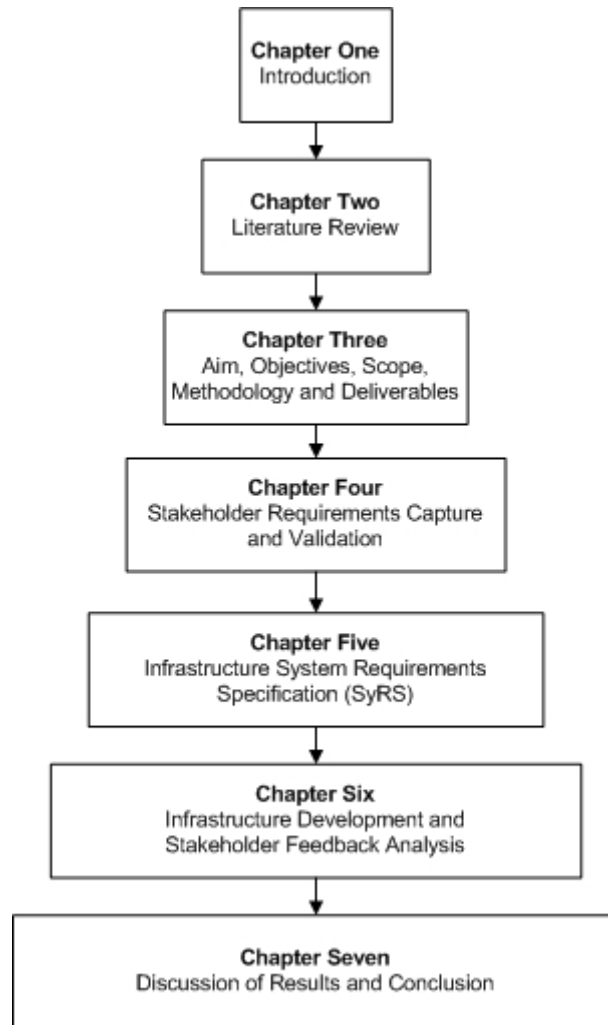 Chapter One
Introduction
Chapter Two
Literature Review
Chapter Three
Aim, Objectives, Scope,
Methodology and Deliverables
Chapter Four
Stakeholder Requirements Capture
and Validation
Chapter Five
Infrastructure System Requirements
Specification (SyRS)
Chapter Six
Infrastructure Development and
Stakeholder Feedback Analysis
Chapter Seven
Discussion of Results and Conclusion